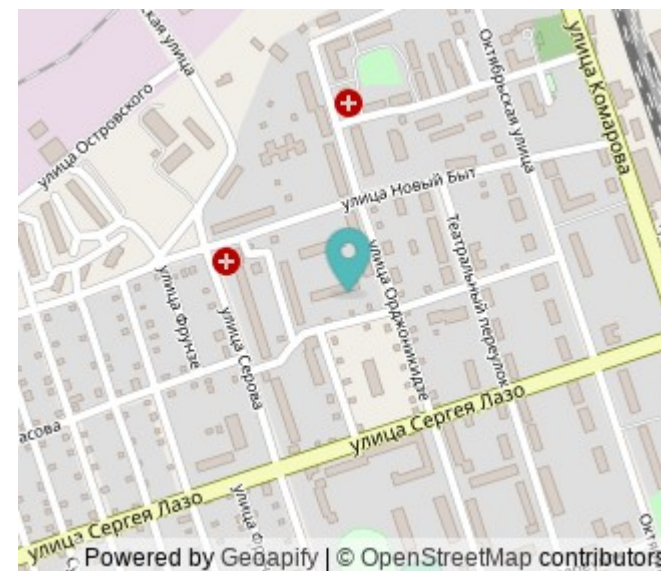 ская улица
улица Островского
Октябрьская улица
улица Комарова
улица Новый Быт
Театральный переулок
улица Орджоникидзе
улица Фрунзе
улица Серова
асова
улица Сергея Лазо
улица Сергея Лазо
улица Ф
Окт
Powered by Geoapify | © OpenStreetMap contributors